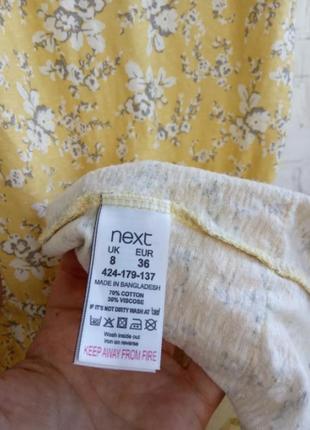 next
UK EUR
8 36
424-179-137
MADE IN BANGLADESH
70% COTTON
30% VISCOSE
IF IT'S NOT DIRTY WASH AT
Wash inside out
iron on reverse
KEEP AWAY FROM FIRE